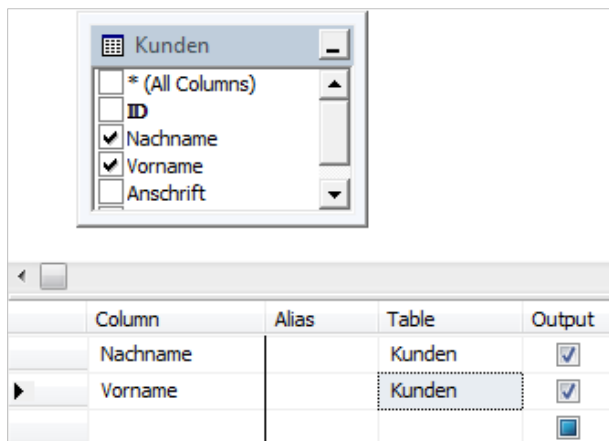 Kunden
* (All Columns)
ID
Nachname
Vorname
Anschrift
Column Alias Table Output
Nachname Kunden
Vorname Kunden